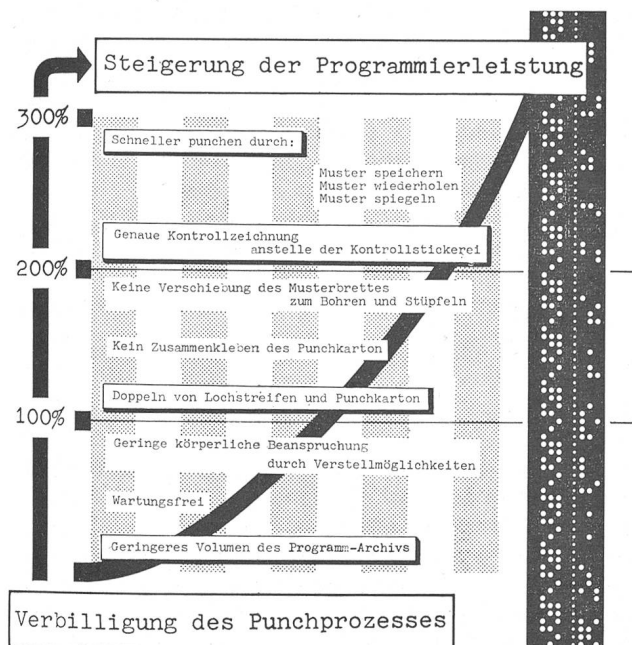 Steigerung der Programmierleistung
300%
Schneller punchen durch:
Muster speichern
Muster wiederholen
Muster spiegeln
Genaue Kontrollzeichnung
anstelle der Kontrollstickerei
200%
Keine Verschiebung des Musterbrettes
zum Bohren und Stüpfeln
Kein Zusammenkleben des Punchkarton
Doppeln von Lochstreifen und Punchkarton
100%
Geringe körperliche Beanspruchung
durch Verstellmöglichkeiten
Wartungsfrei
Geringeres Volumen des Programm-Archivs
Verbilligung des Punchprozesses